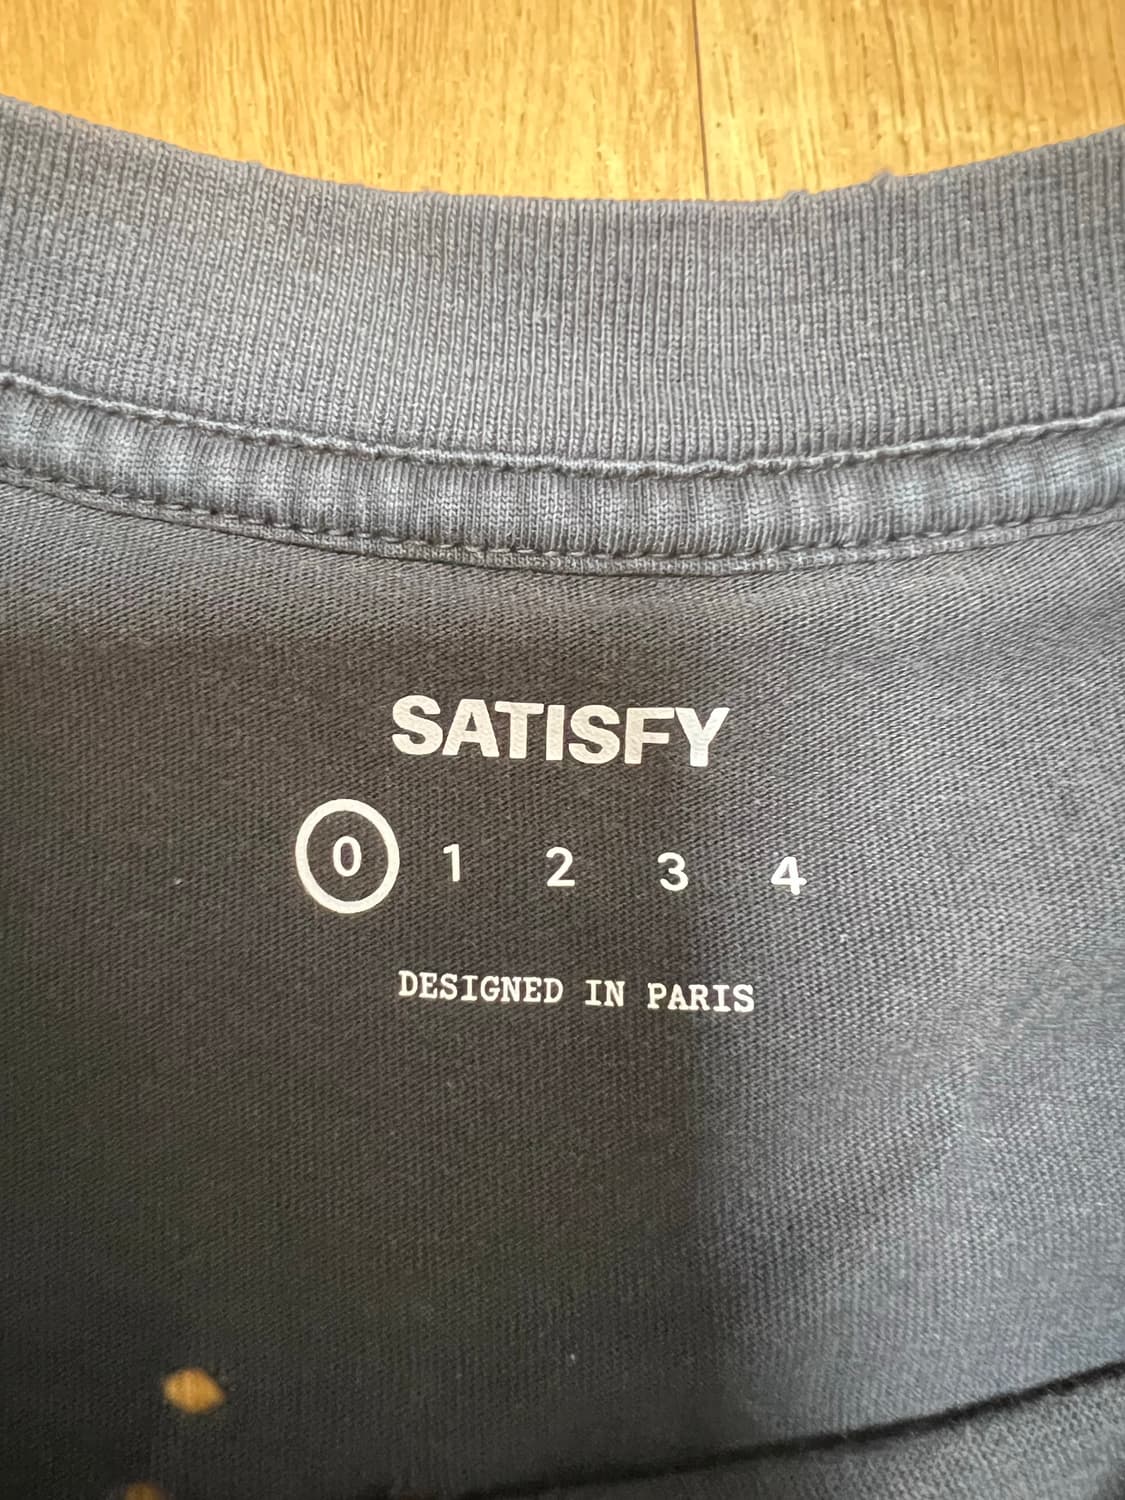 SATISFY
0 1 2 3 4
DESIGNED IN PARIS